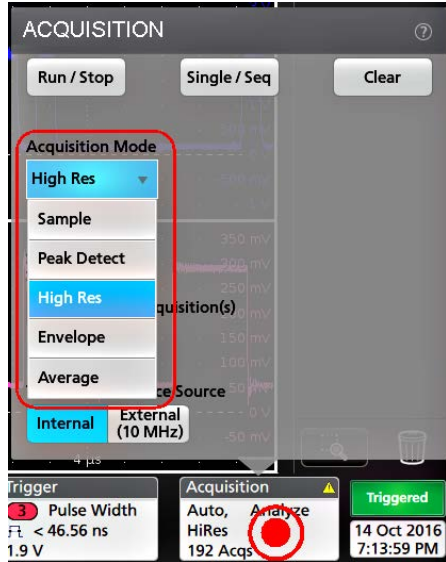 ACQUISITION ?
Run / Stop Single / Seq Clear
Acquisition Mode
High Res
Sample
350 mV
Peak Detect
300 mV
250 mV
High Res
quisition(s)
Envelope
150 mV
100 mV
Average
ce Source
0 V
Internal External
(10 MHz)
-50 mV
4 µs
Trigger Acquisition Triggered
3 Pulse Width Auto, Analyze
< 46.56 ns HiRes 14 Oct 2016
1.9 V 192 Acqs 7:13:59 PM